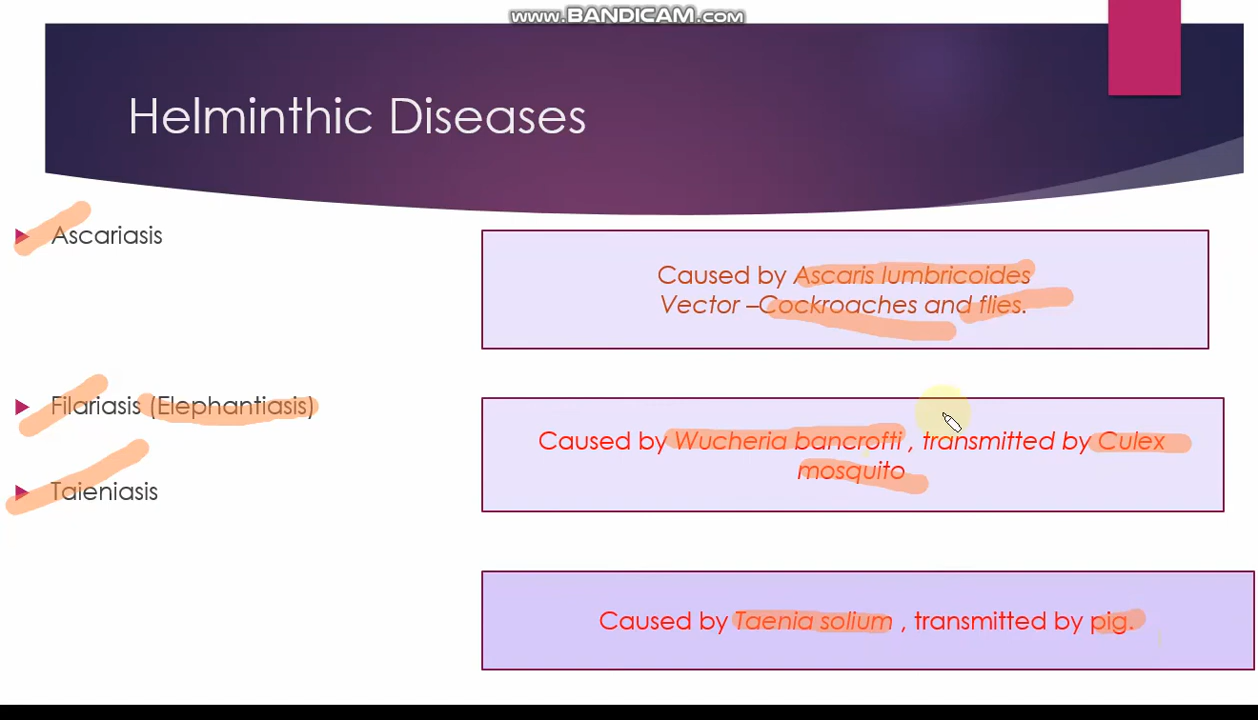 www.BANDICAM.com
Helminthic Diseases
Ascariasis
Caused by Ascaris lumbricoides
Vector –Cockroaches and flies.
Filariasis (Elephantiasis)
Caused by Wucheria bancrofti , transmitted by Culex
mosquito
Taieniasis
Caused by Taenia solium , transmitted by pig.